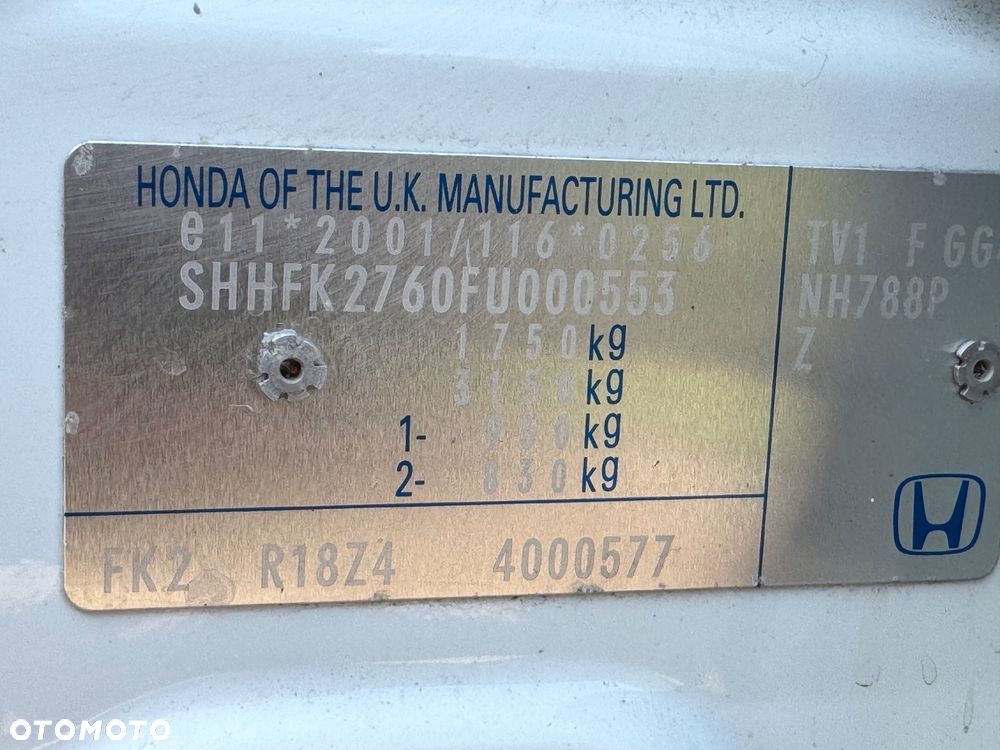 HONDA OF THE U.K. MANUFACTURING LTD.
e11*2001/116*0256
SHHFK2760FU000553
1750kg
3150kg
1- 930kg
2- 830kg
FK2 R18Z4 4000577
TV1 F GG
NH788P
Z
OTOMOTO